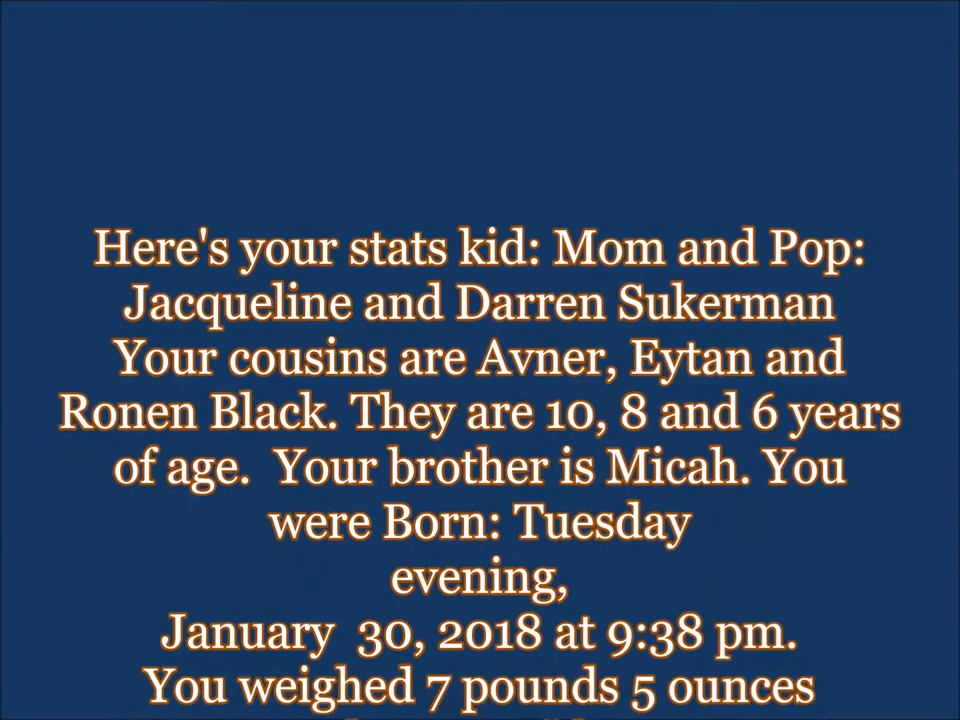 Here's your stats kid: Mom and Pop:
Jacqueline and Darren Sukerman
Your cousins are Avner, Eytan and
Ronen Black. They are 10, 8 and 6 years
of age.  Your brother is Micah. You
were Born: Tuesday
evening,
January  30, 2018 at 9:38 pm.
You weighed 7 pounds 5 ounces